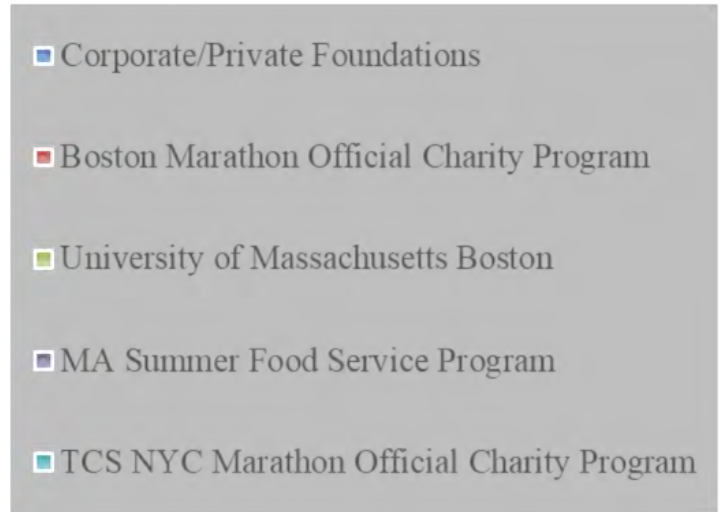 Corporate/Private Foundations
Boston Marathon Official Charity Program
University of Massachusetts Boston
MA Summer Food Service Program
TCS NYC Marathon Official Charity Program